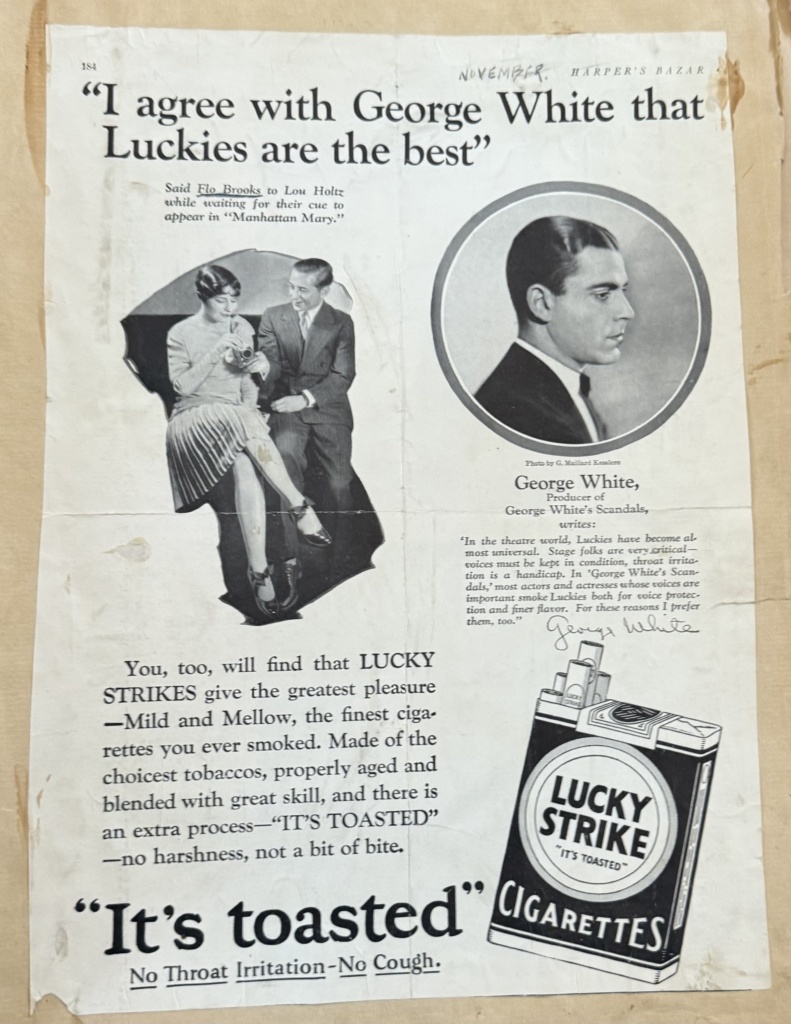 184
NOVEMBER.
HARPER'S BAZAR
"I agree with George White that
Luckies are the best"
Said Flo Brooks to Lou Holtz
while waiting for their cue to
appear in "Manhattan Mary."
Photo by G. Maillard Kesslere
George White,
Producer of
George White's Scandals,
writes:
'In the theatre world, Luckies have become al-
most universal. Stage folks are very critical—
voices must be kept in condition, throat irrita-
tion is a handicap. In 'George White's Scan-
dals,' most actors and actresses whose voices are
important smoke Luckies both for voice protec-
tion and finer flavor. For these reasons I prefer
them, too."
George White
You, too, will find that LUCKY
STRIKES give the greatest pleasure
—Mild and Mellow, the finest ciga-
rettes you ever smoked. Made of the
choicest tobaccos, properly aged and
blended with great skill, and there is
an extra process—"IT'S TOASTED"
—no harshness, not a bit of bite.
LUCKY
STRIKE
LUCKY
STRIKE
"IT'S TOASTED"
CIGARETTES
"It's toasted"
No Throat Irritation-No Cough.